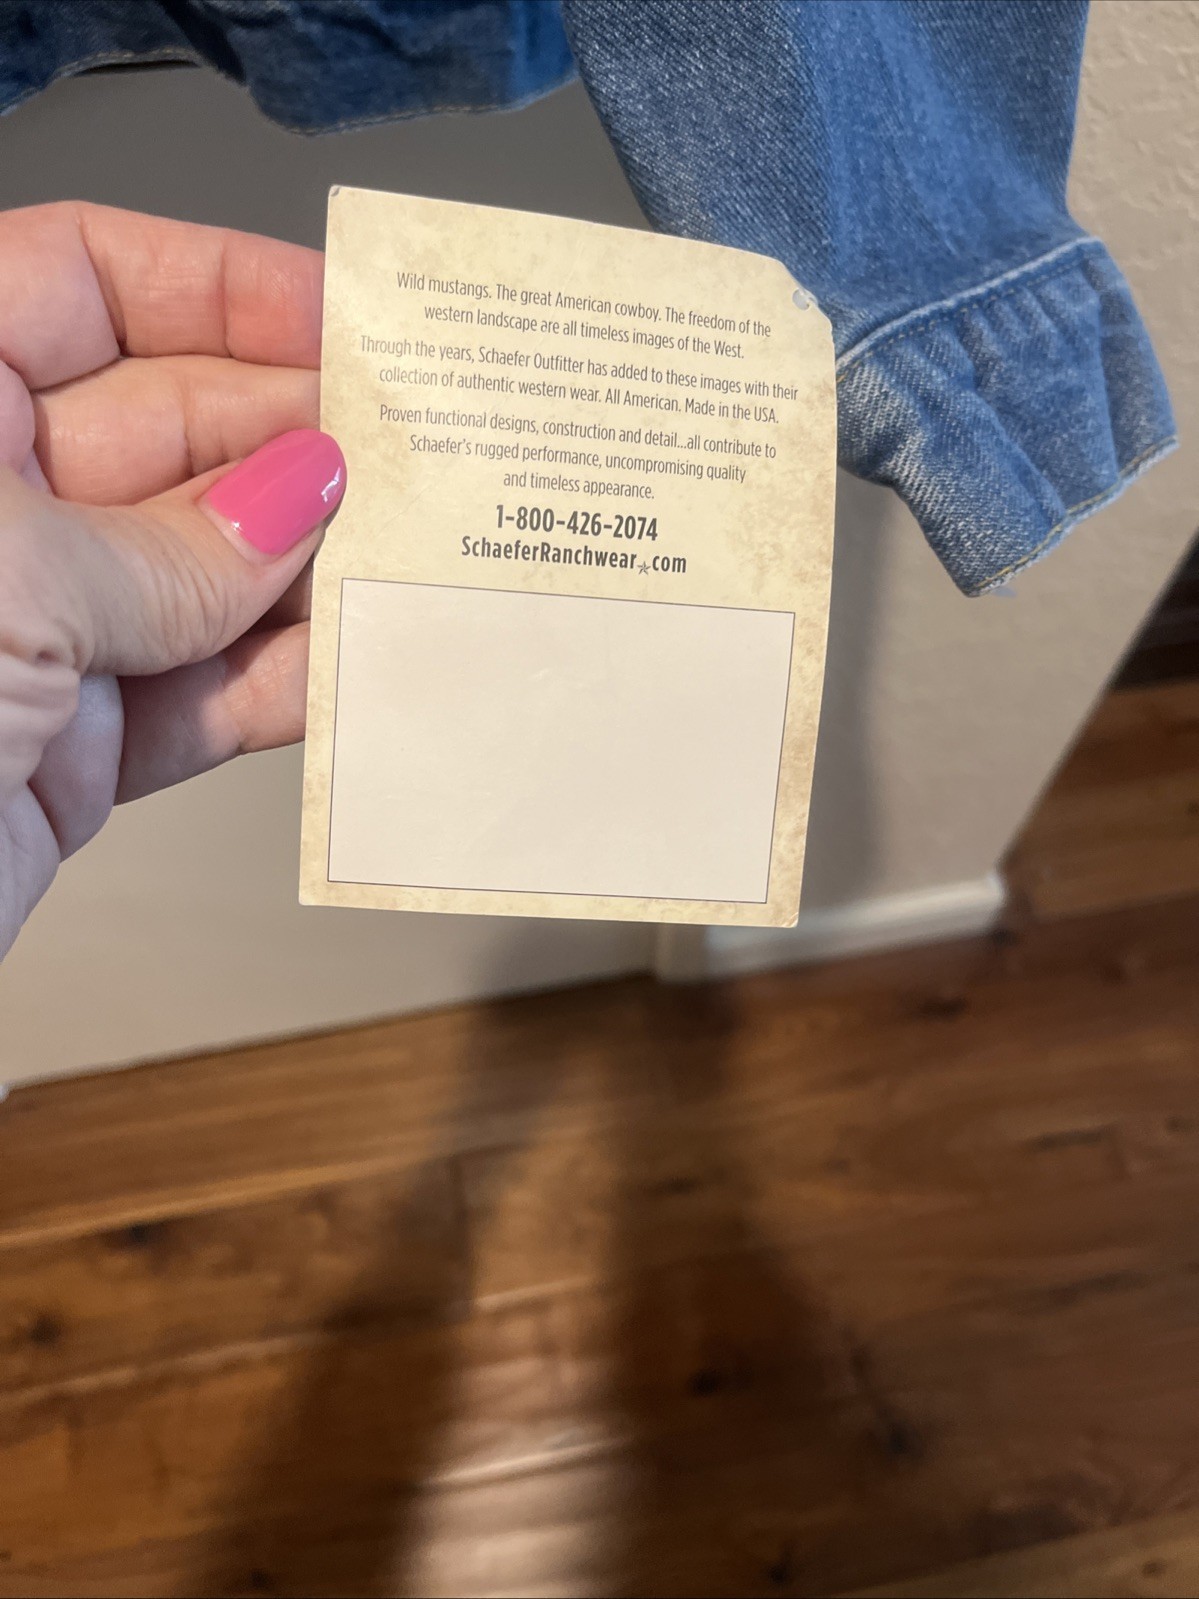 Wild mustangs. The great American cowboy. The freedom of the
western landscape are all timeless images of the West.
Through the years, Schaefer Outfitter has added to these images with their
collection of authentic western wear. All American. Made in the USA.
Proven functional designs, construction and detail...all contribute to
Schaefer's rugged performance, uncompromising quality
and timeless appearance.
1-800-426-2074
SchaeferRanchwear.com